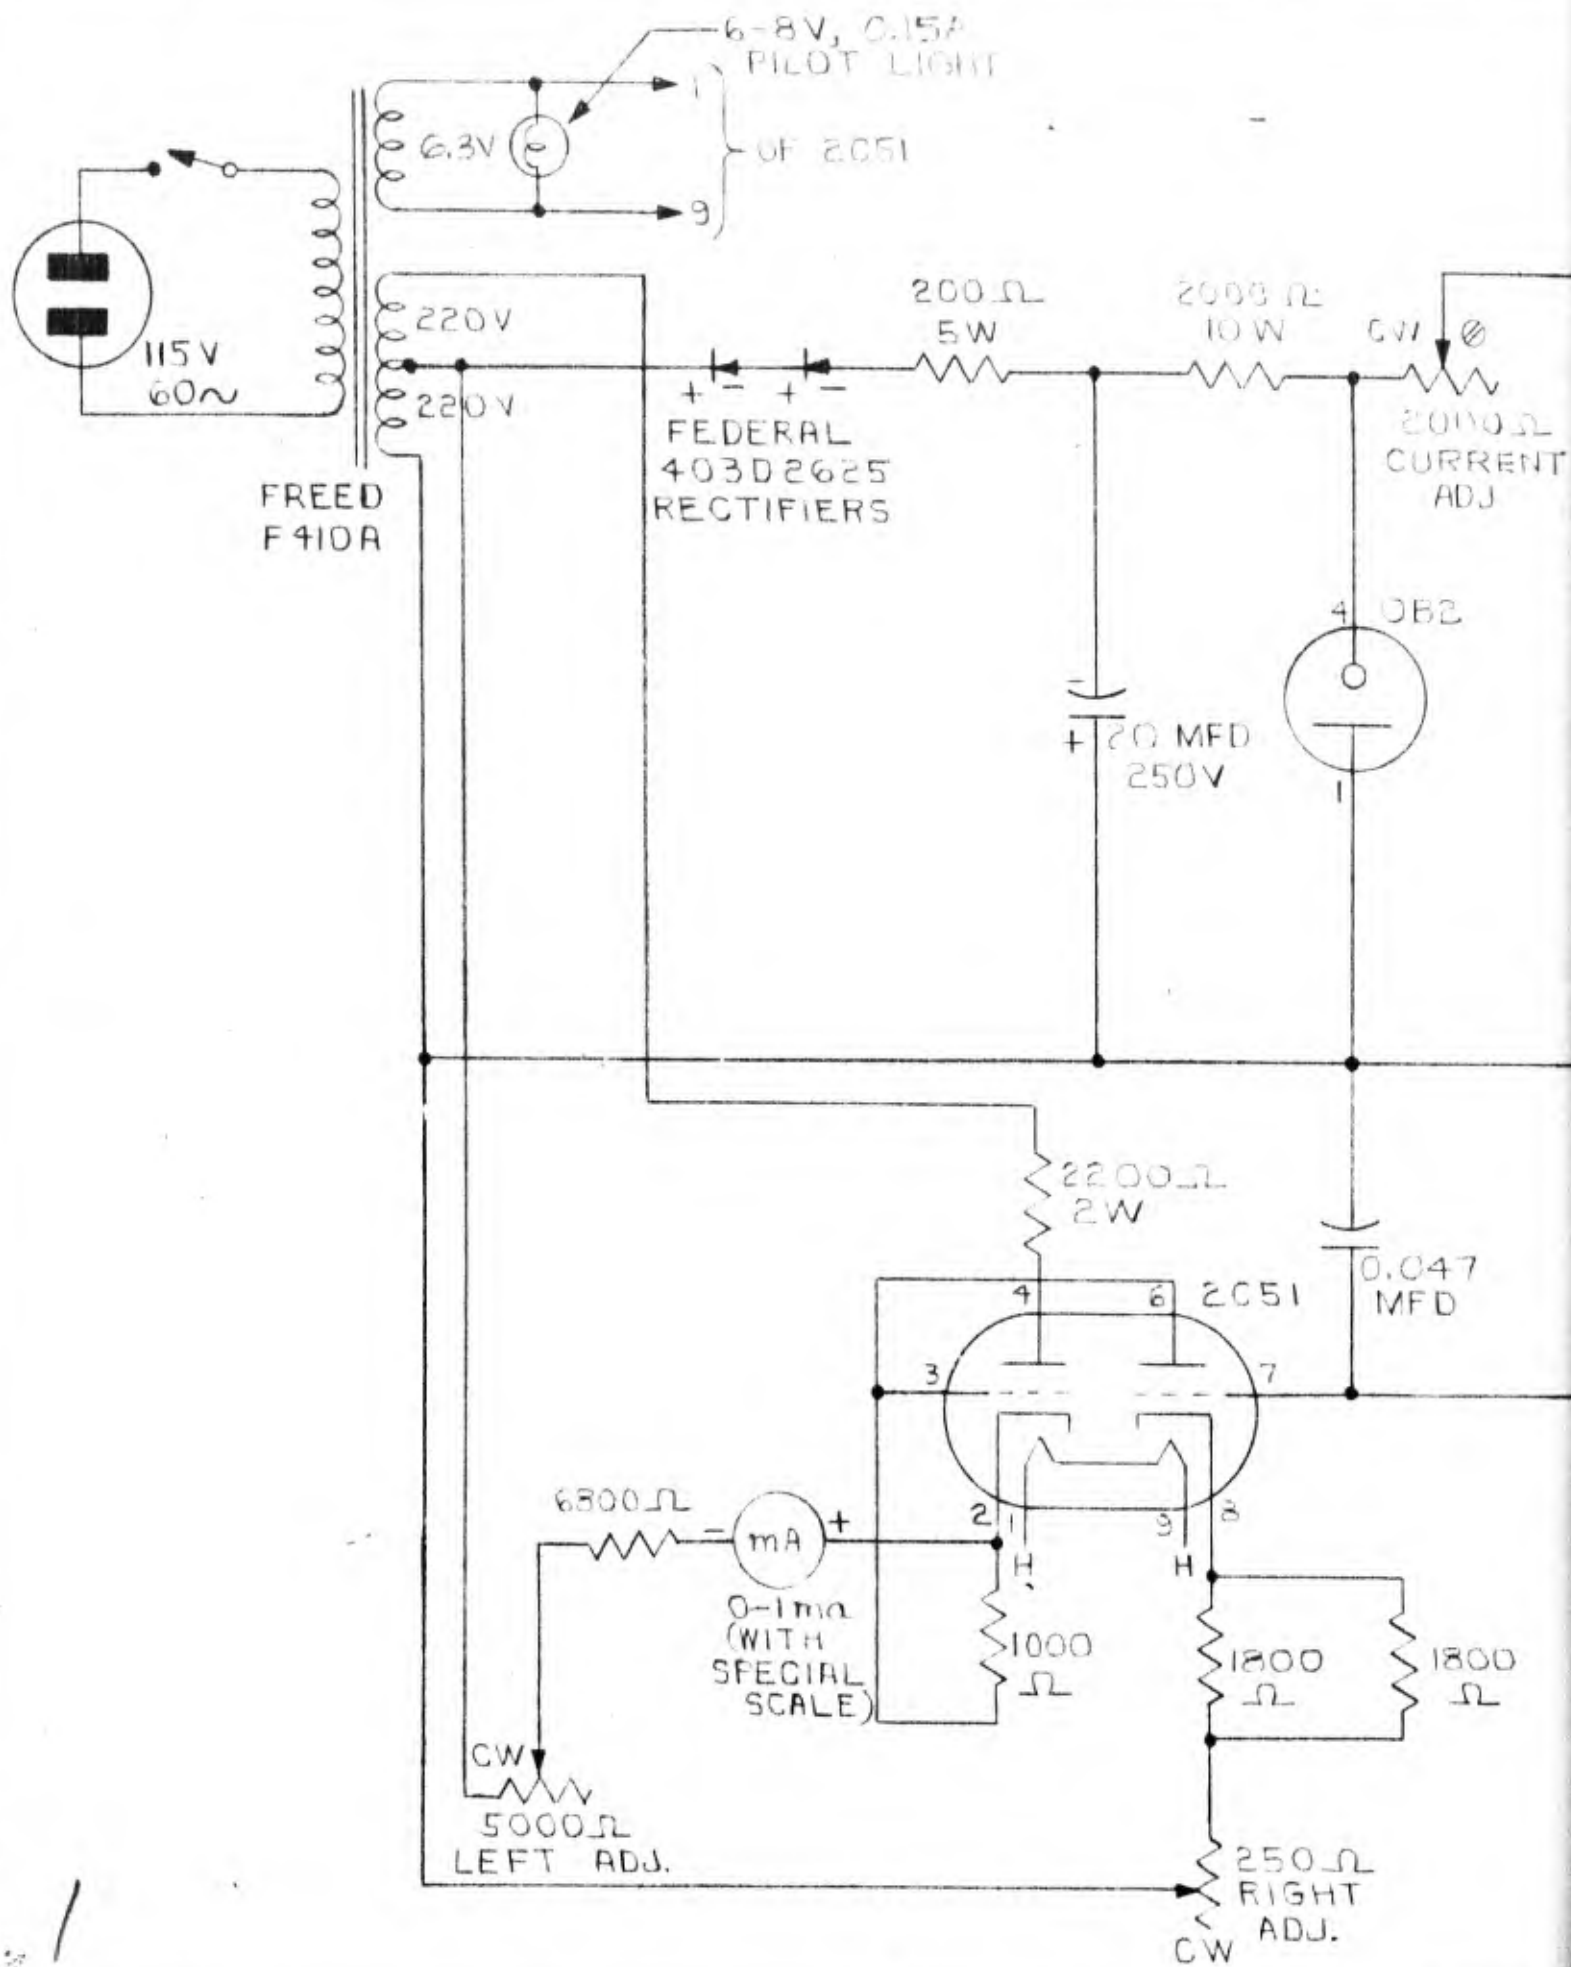 6-8V, 0.15A
PILOT LIGHT
1
6.3V
OF 2C51
9
115V
60~
220V
220V
FREED
F410A
+ - + -
FEDERAL
403D2625
RECTIFIERS
200Ω
5W
2000Ω
10W
CW
2000Ω
CURRENT
ADJ
4 OB2
1
-
+ 20 MFD
250V
2200Ω
2W
0.047
MFD
4 6 2C51
3 7
2 1 9 8
H H
6800Ω
- mA +
0-1ma
(WITH
SPECIAL
SCALE)
1000
Ω
1800
Ω
1800
Ω
CW
5000Ω
LEFT ADJ.
250Ω
RIGHT
ADJ.
CW